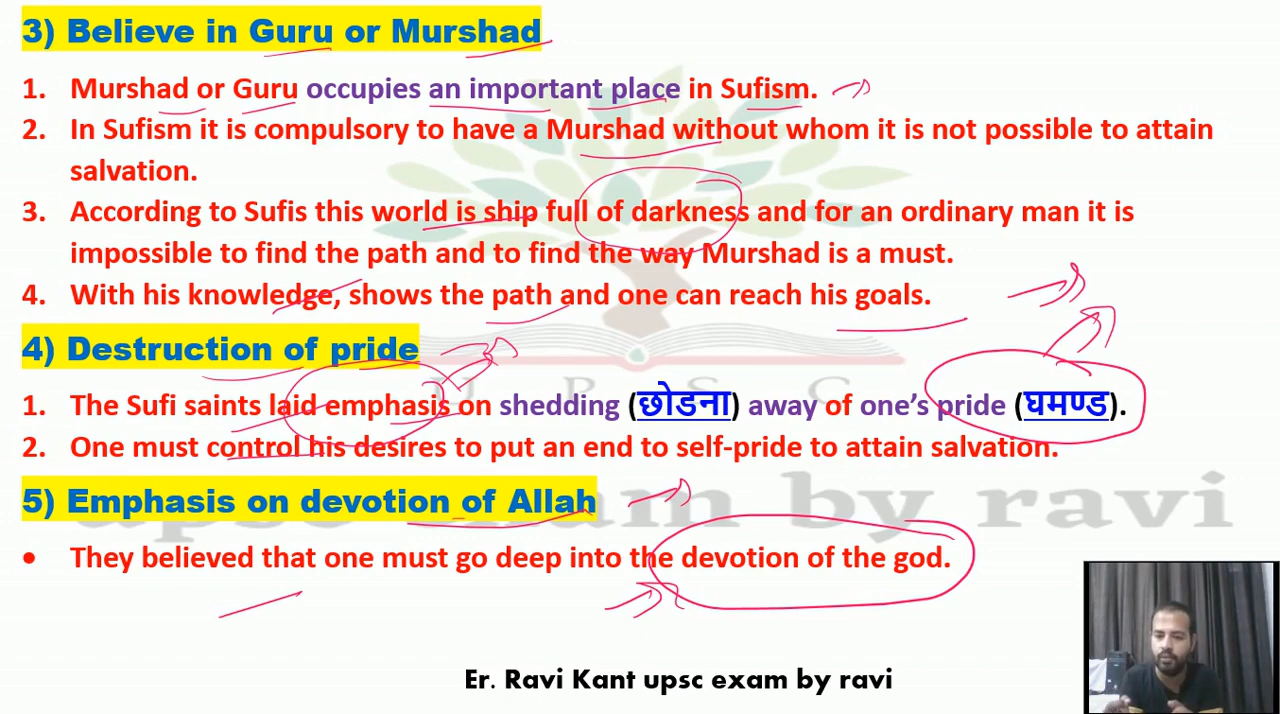 3) Believe in Guru or Murshad
1. Murshad or Guru occupies an important place in Sufism.
2. In Sufism it is compulsory to have a Murshad without whom it is not possible to attain
salvation.
3. According to Sufis this world is ship full of darkness and for an ordinary man it is
impossible to find the path and to find the way Murshad is a must.
4. With his knowledge, shows the path and one can reach his goals.
4) Destruction of pride
U P S C
1. The Sufi saints laid emphasis on shedding (छोडना) away of one's pride (घमण्ड).
2. One must control his desires to put an end to self-pride to attain salvation.
5) Emphasis on devotion of Allah
upsc exam by ravi
• They believed that one must go deep into the devotion of the god.
Er. Ravi Kant upsc exam by ravi